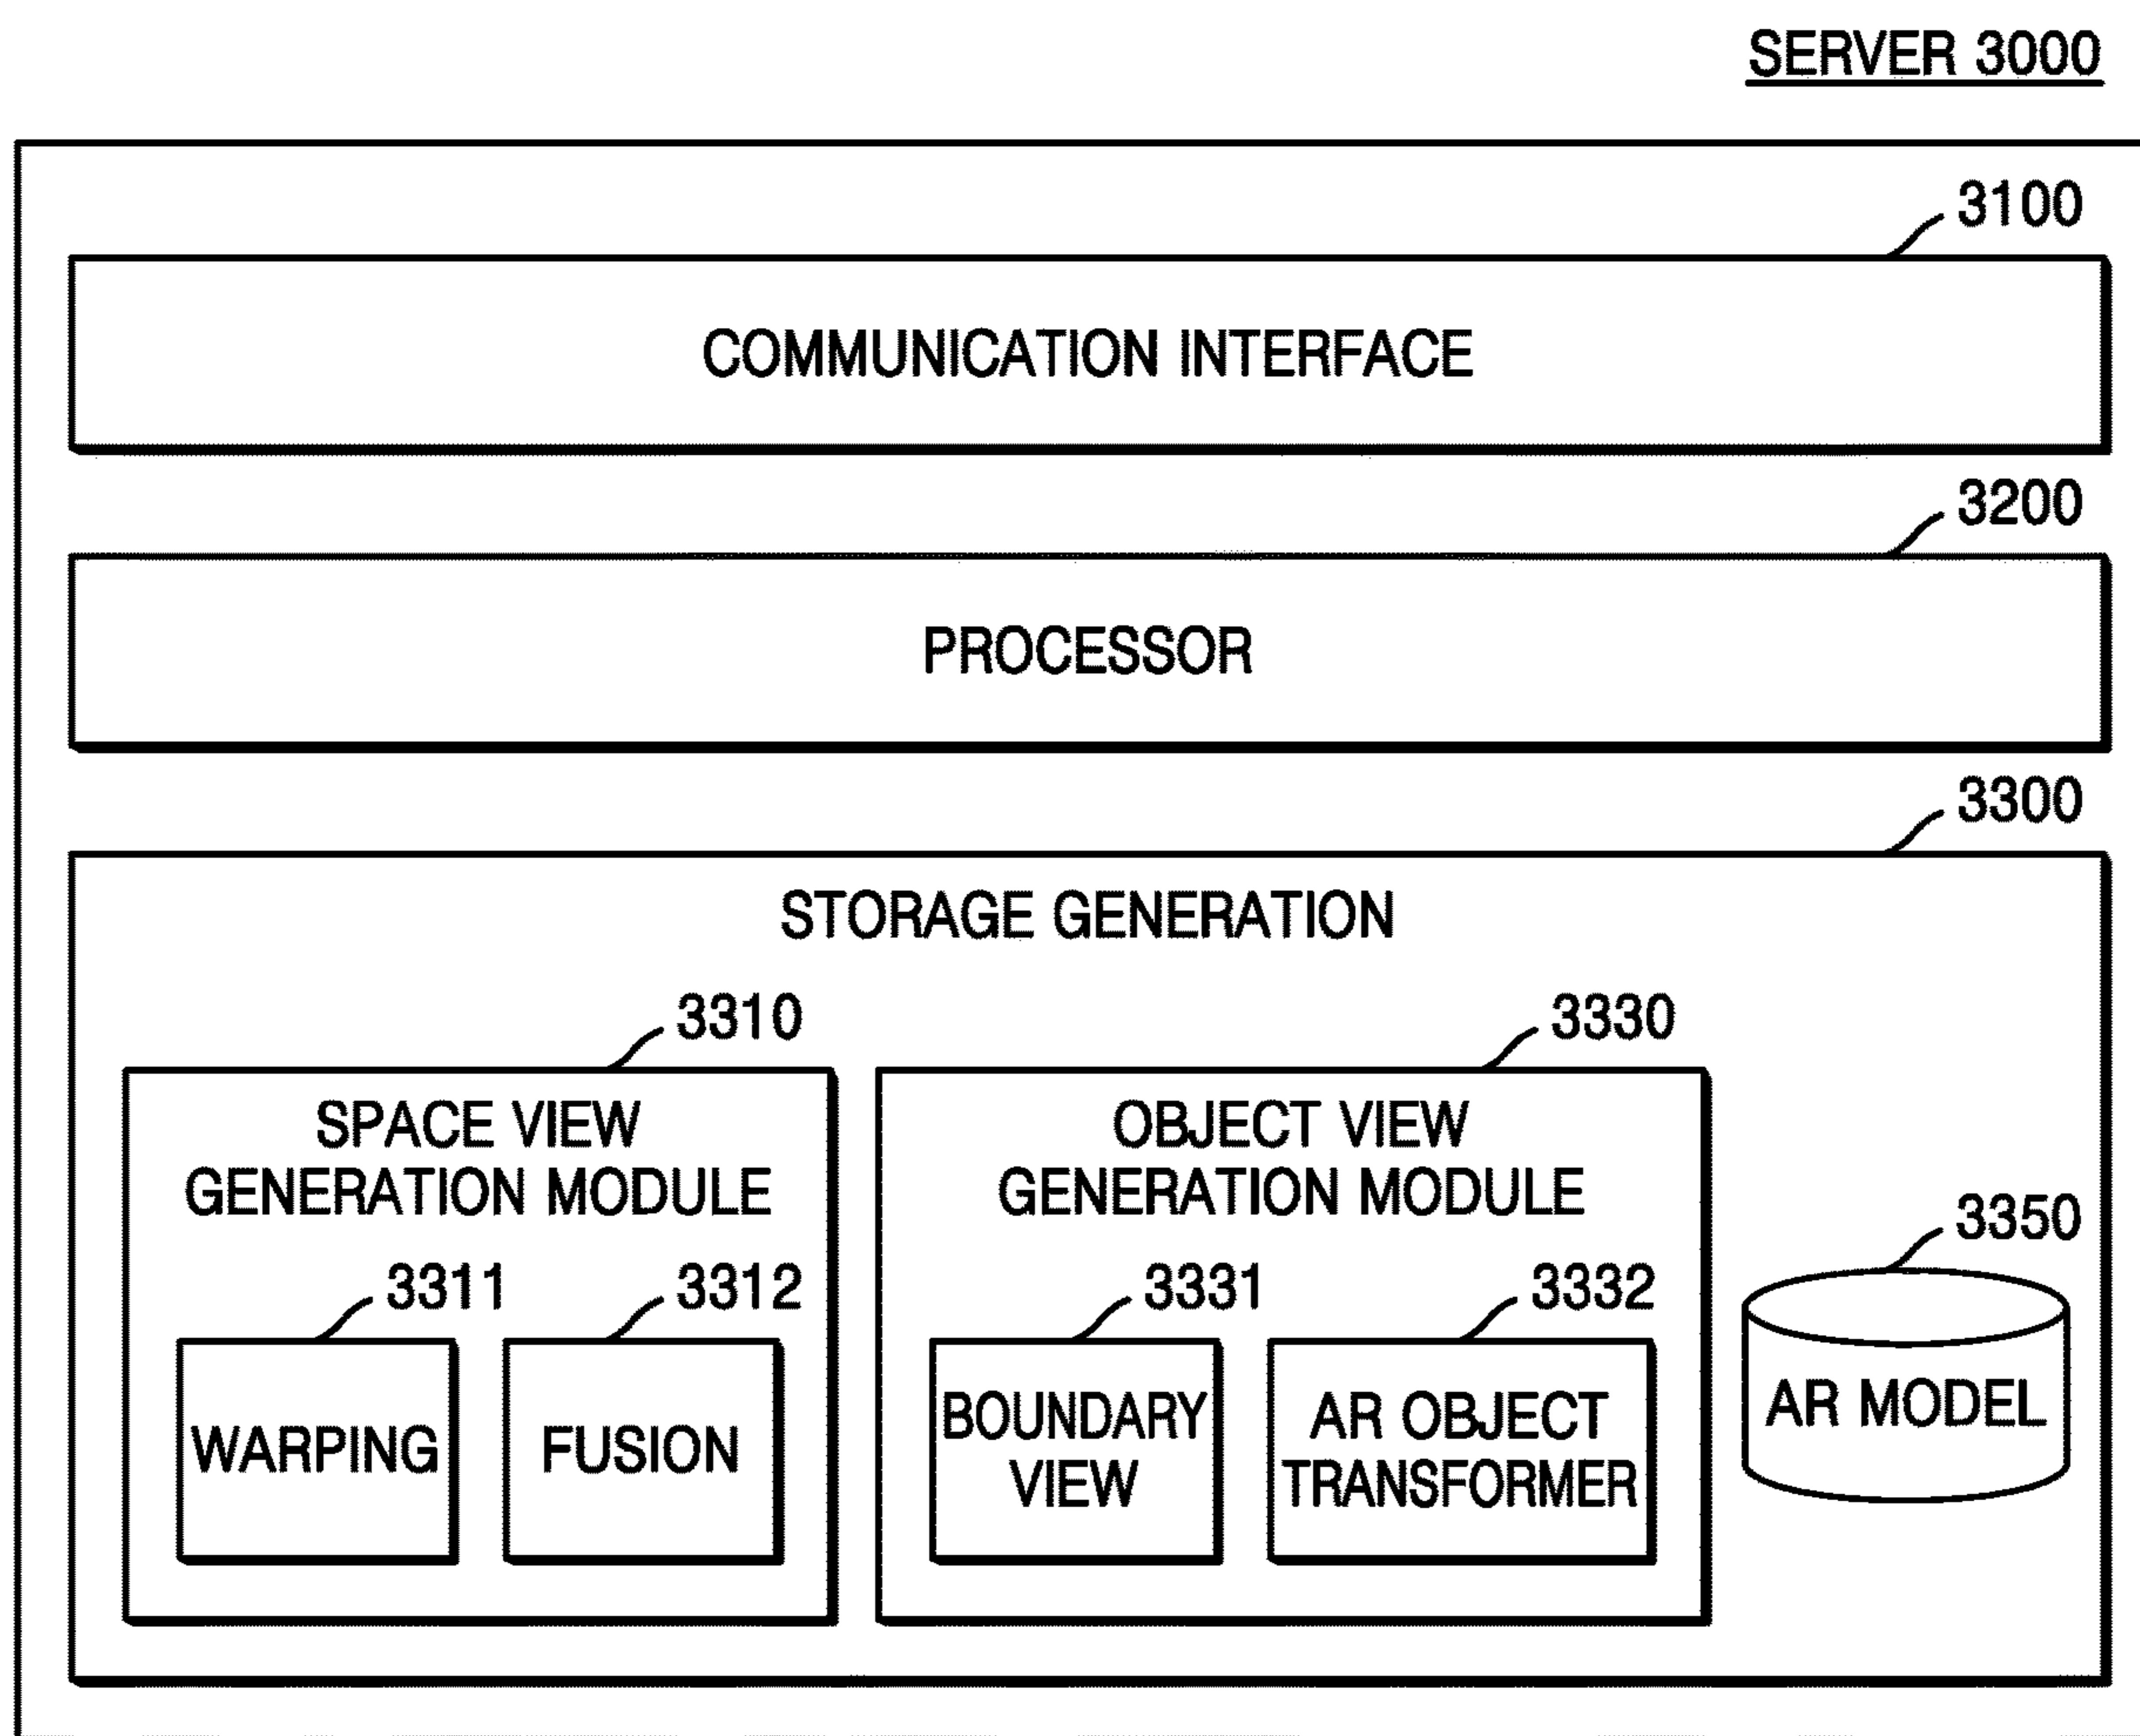 SERVER 3000
3100
COMMUNICATION INTERFACE
3200
PROCESSOR
3300
STORAGE GENERATION
3310
SPACE VIEW
GENERATION MODULE
3311
3312
WARPING
FUSION
3330
OBJECT VIEW
GENERATION MODULE
3331
3332
BOUNDARY
VIEW
AR OBJECT
TRANSFORMER
3350
AR MODEL